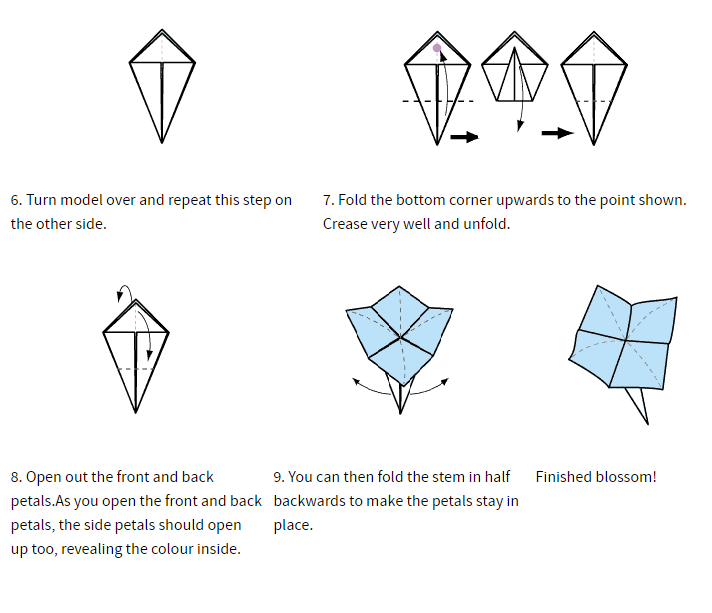 6. Turn model over and repeat this step on
the other side.
7. Fold the bottom corner upwards to the point shown.
Crease very well and unfold.
8. Open out the front and back
petals.As you open the front and back
petals, the side petals should open
up too, revealing the colour inside.
9. You can then fold the stem in half
backwards to make the petals stay in
place.
Finished blossom!